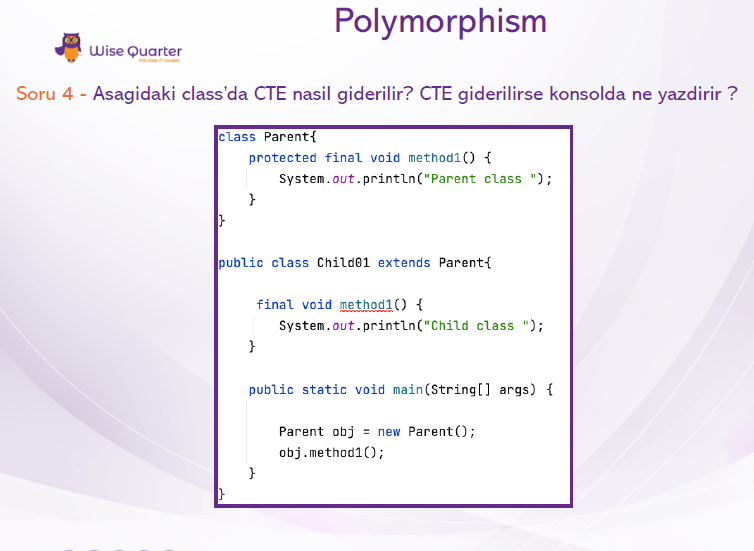 Polymorphism
Wise Quarter
first class IT courses
Soru 4 - Asagidaki class'da CTE nasil giderilir? CTE giderilirse konsolda ne yazdirir ?
class Parent{
protected final void method1() {
System.out.println("Parent class ");
}
}
public class Child01 extends Parent{
final void method1() {
System.out.println("Child class ");
}
public static void main(String[] args) {
Parent obj = new Parent();
obj.method1();
}
}